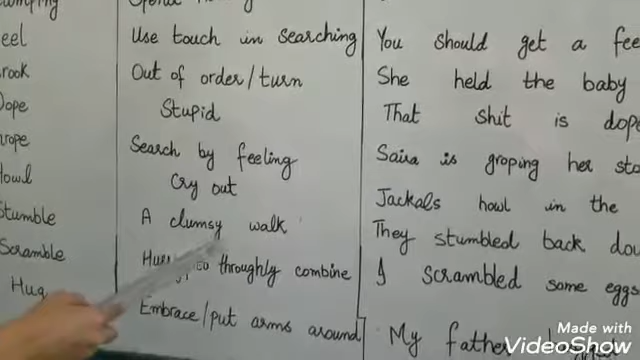 eel Use touch in searching You should get a fee
rook Out of order/turn She held the baby
Dope Stupid That shit is dope
rope Search by feeling Saira is groping her sto
Howl Cry out Jackals howl in the
Stumble A clumsy walk They stumbled back dow
Scramble throughly combine I scrambled some eggs
Hug Embrace/put arms around My father
Made with
VideoShow